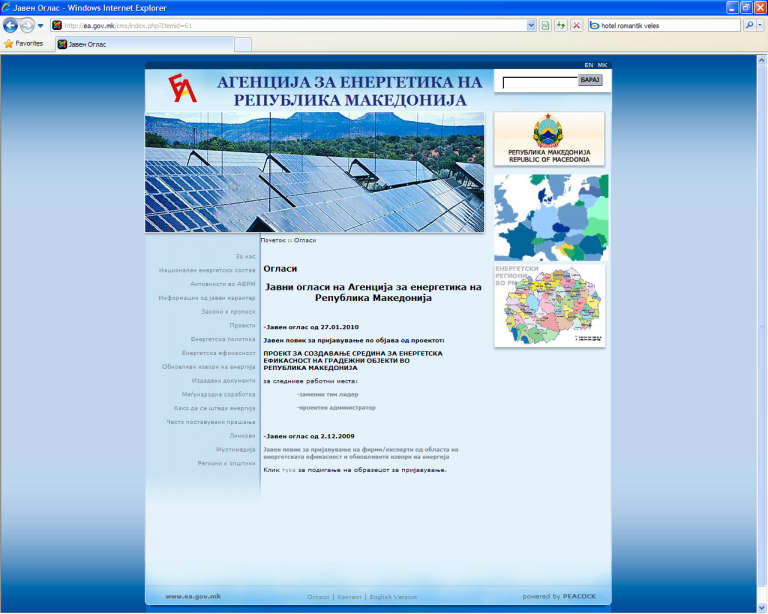 Јавен Оглас - Windows Internet Explorer
http://ea.gov.mk/cms/index.php?Itemid=61
hotel romantik veles
Favorites
Јавен Оглас
EN MK
АГЕНЦИЈА ЗА ЕНЕРГЕТИКА НА
РЕПУБЛИКА МАКЕДОНИЈА
БАРАЈ
РЕПУБЛИКА МАКЕДОНИЈА
REPUBLIC OF MACEDONIA
ЕНЕРГЕТСКИ
РЕГИОНИ
ВО РМ
Почеток :: Огласи
За нас
Национален енергетски состав
Активности во АЕРМ
Информации од јавен карактер
Закони и прописи
Проекти
Енергетска политика
Енергетска ефикасност
Обновливи извори на енергија
Издадени документи
Меѓународна соработка
Како да се штеди енергија
Често поставувани прашања
Линкови
Мултимедија
Региони и општини
Огласи
Јавни огласи на Агенција за енергетика на
Република Македонија
-Јавен оглас од 27.01.2010
Јавен повик за пријавување по објава од проектот:
ПРОЕКТ ЗА СОЗДАВАЊЕ СРЕДИНА ЗА ЕНЕРГЕТСКА
ЕФИКАСНОСТ НА ГРАДЕЖНИ ОБЈЕКТИ ВО
РЕПУБЛИКА МАКЕДОНИЈА
за следниве работни места:
-заменик тим лидер
-проектен администратор
-Јавен оглас од 2.12.2009
Јавен повик за пријавување на фирми/експерти од областа на
енергетската ефикасност и обновливите извори на енергија
Клик тука за подигање на образецот за пријавување.
www.ea.gov.mk
Огласи | Контакт | English Version
powered by PEACOCK